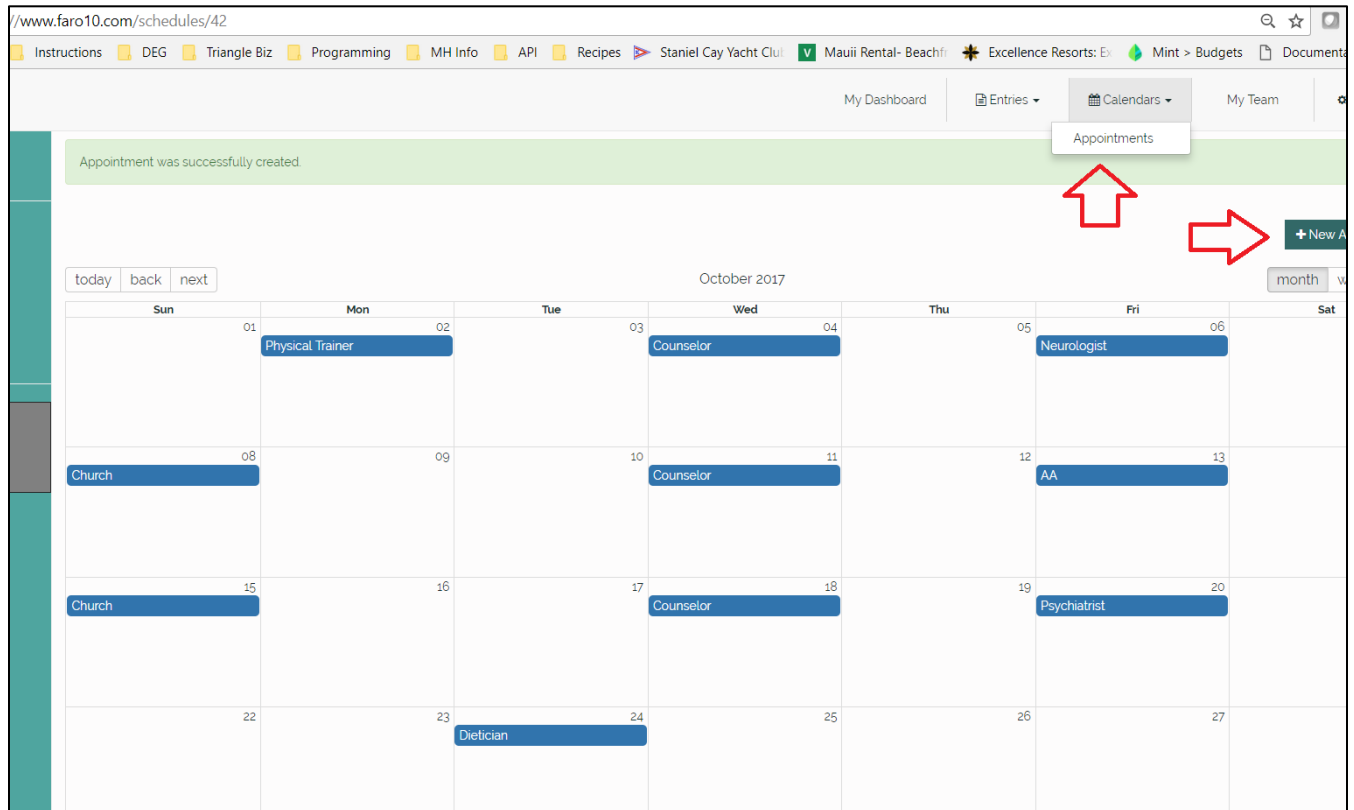 //www.faro10.com/schedules/42
Instructions DEG Triangle Biz Programming MH Info API Recipes Staniel Cay Yacht Clu V Mauii Rental- Beachf Excellence Resorts: E Mint > Budgets Documenta
My Dashboard Entries Calendars My Team
Appointments
Appointment was successfully created.
+ New A
today back next October 2017 month w
Sun Mon Tue Wed Thu Fri Sat
01 02 03 04 05 06
Physical Trainer Counselor Neurologist
08 09 10 11 12 13
Church Counselor AA
15 16 17 18 19 20
Church Counselor Psychiatrist
22 23 24 25 26 27
Dietician